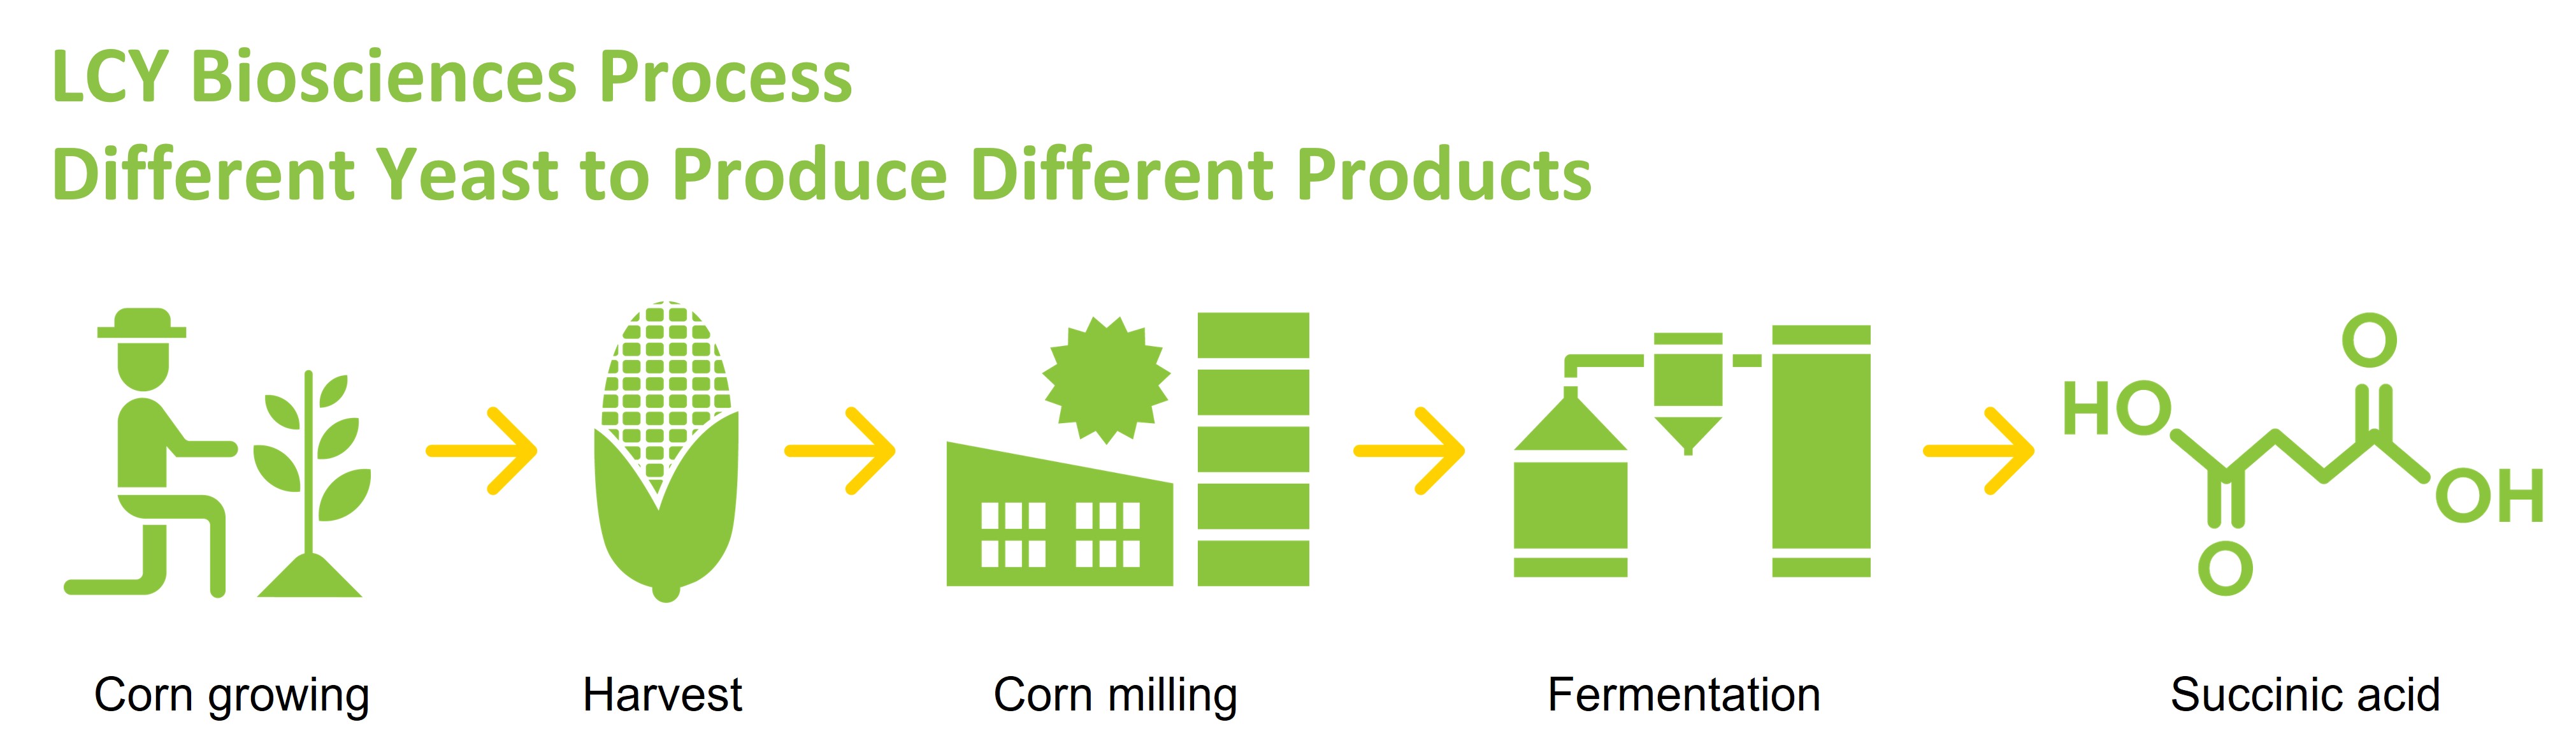 LCY Biosciences Process
Different Yeast to Produce Different Products
O
HO
OH
O
Corn growing
Harvest
Corn milling
Fermentation
Succinic acid